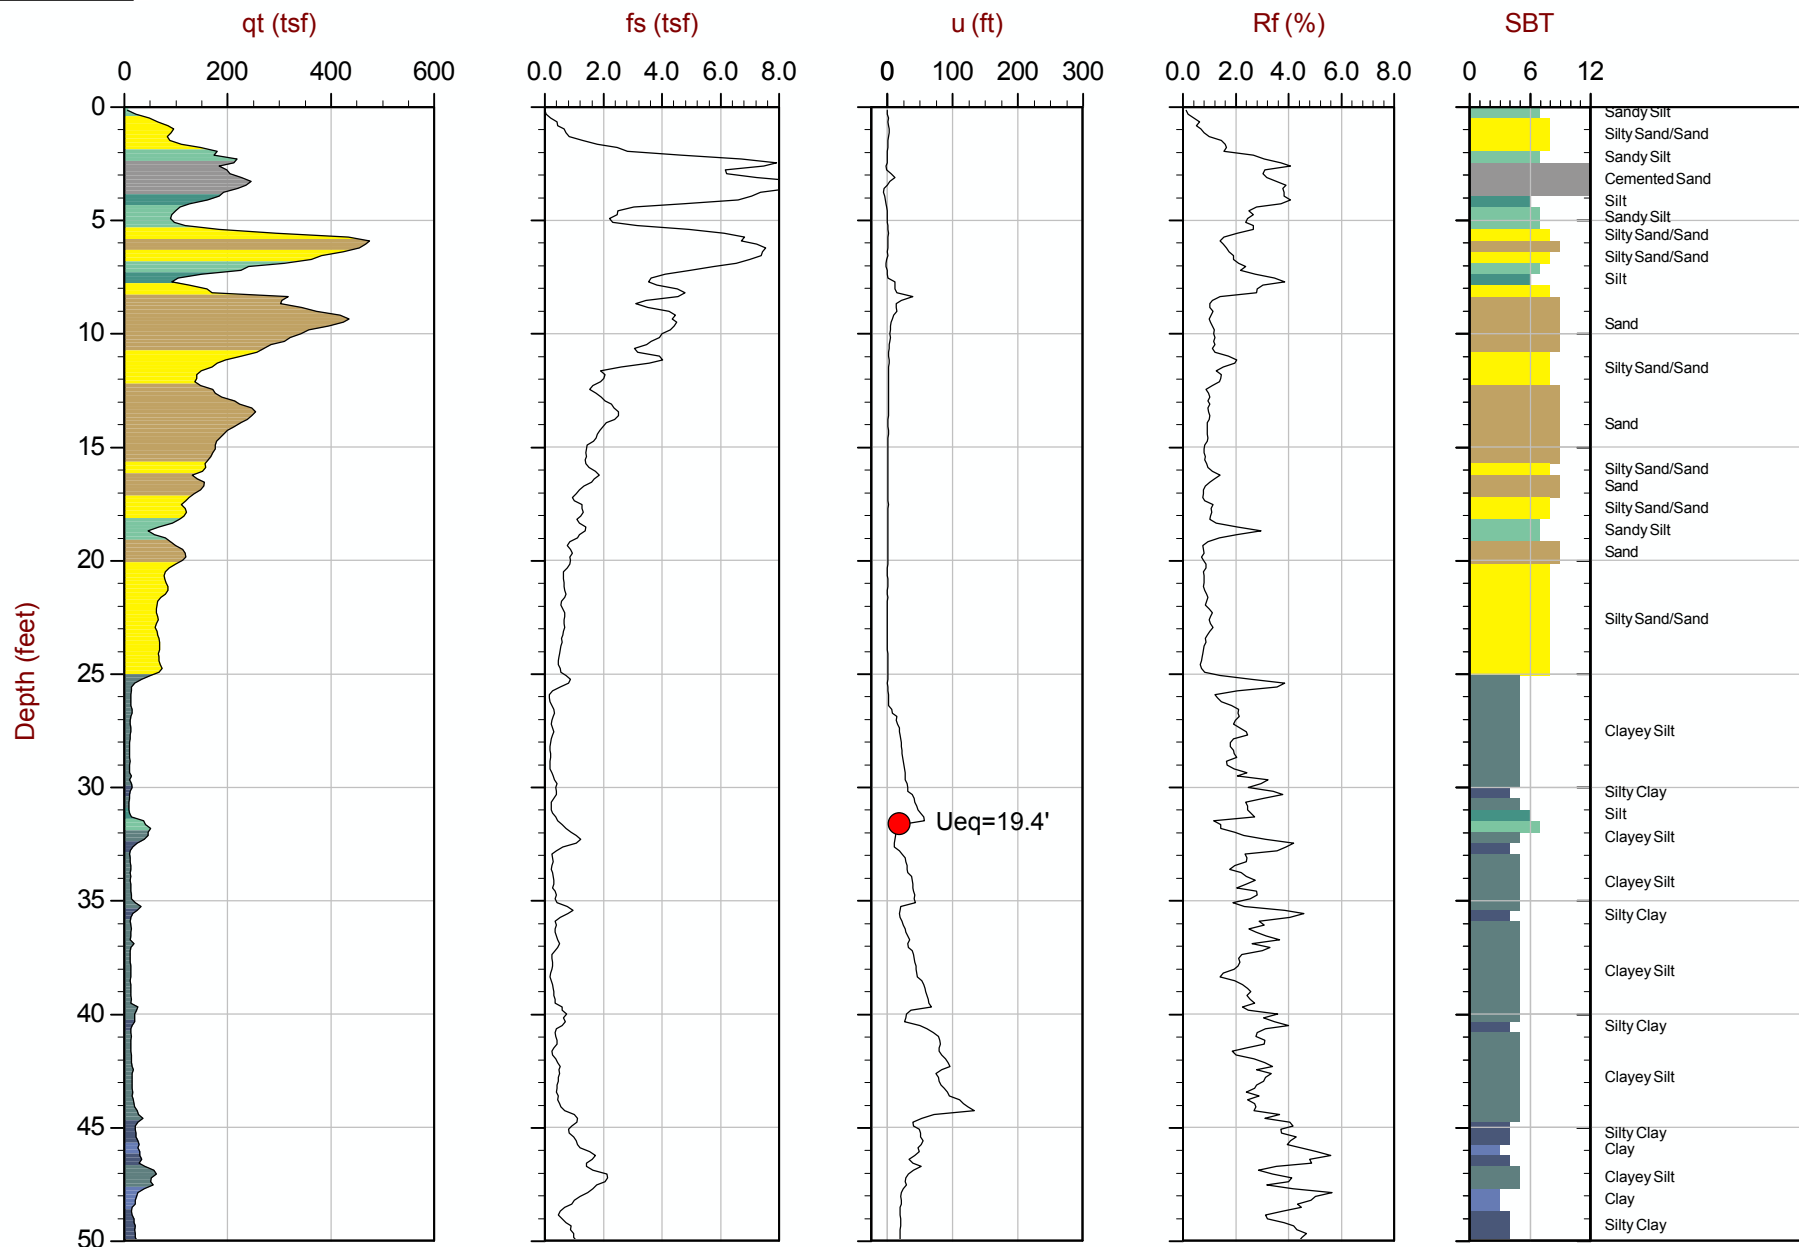 qt (tsf) fs (tsf) u (ft) Rf (%) SBT
0 200 400 600 0.0 2.0 4.0 6.0 8.0 0 100 200 300 0.0 2.0 4.0 6.0 8.0 0 6 12
0
Sandy Silt
Silty Sand/Sand
Sandy Silt
Cemented Sand
Silt
5
Sandy Silt
Silty Sand/Sand
Silty Sand/Sand
Silt
Sand
10
Silty Sand/Sand
Sand
15
Silty Sand/Sand
Sand
Silty Sand/Sand
Sandy Silt
Sand
20
Silty Sand/Sand
Depth (feet)
25
Clayey Silt
30
Silty Clay
Silt
Ueq=19.4'
Clayey Silt
Clayey Silt
35
Silty Clay
Clayey Silt
40
Silty Clay
Clayey Silt
45
Silty Clay
Clay
Clayey Silt
Clay
Silty Clay
50